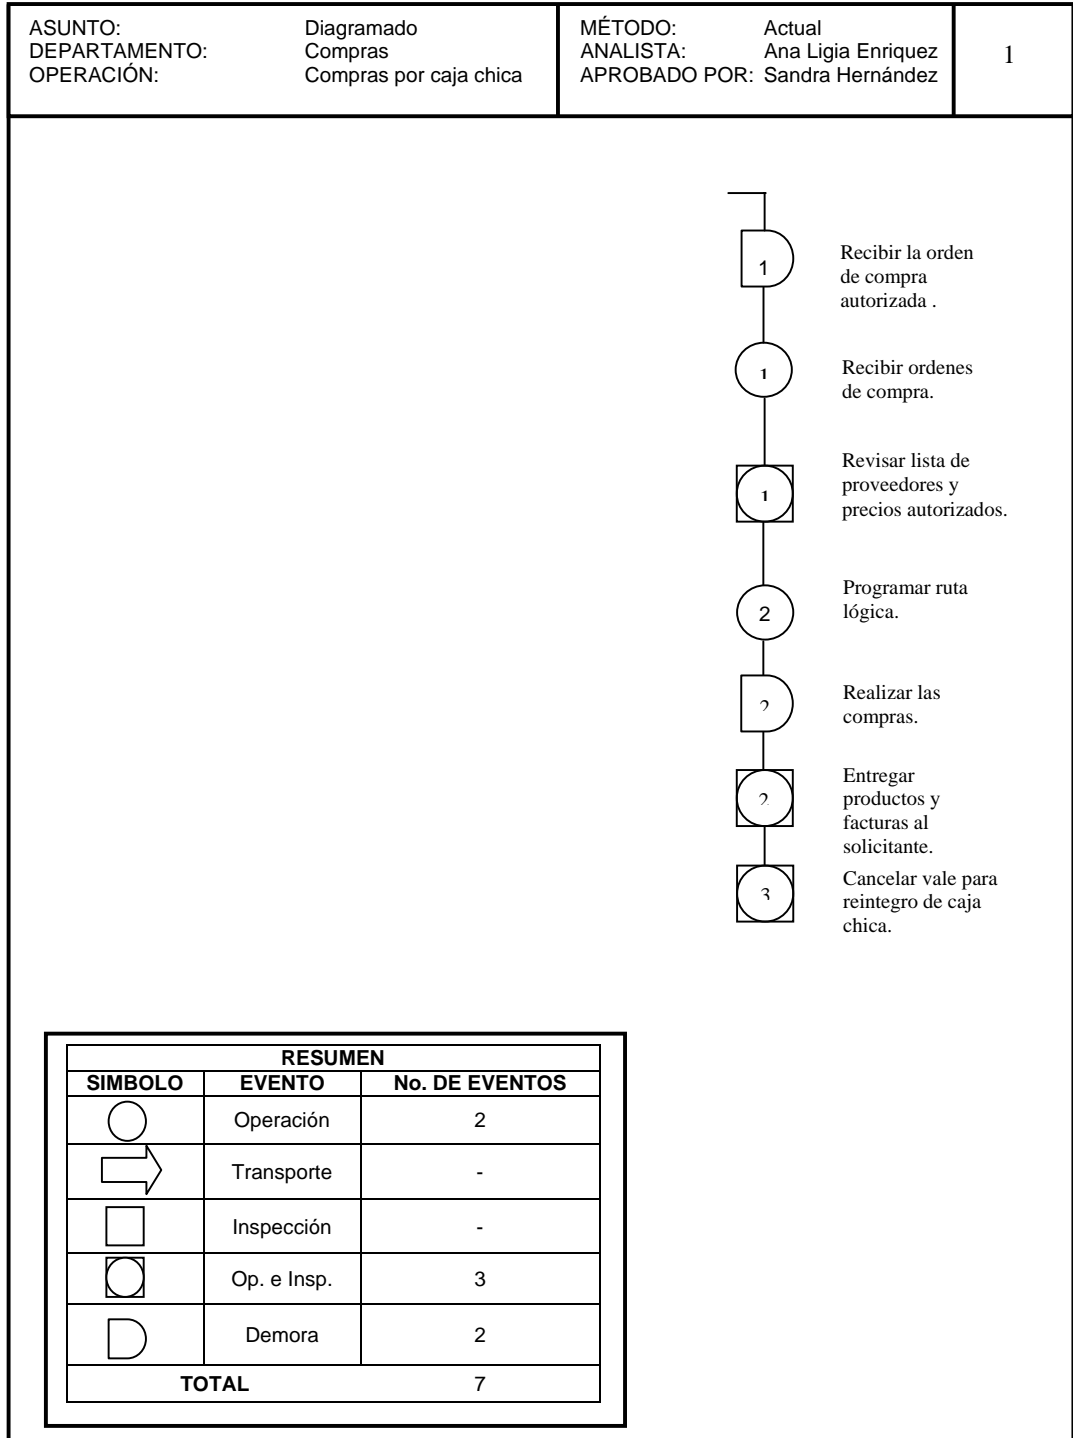 ASUNTO: Diagramado
DEPARTAMENTO: Compras
OPERACIÓN: Compras por caja chica
MÉTODO: Actual
ANALISTA: Ana Ligia Enriquez
APROBADO POR: Sandra Hernández
1
1
Recibir la orden
de compra
autorizada .
1
Recibir ordenes
de compra.
1
Revisar lista de
proveedores y
precios autorizados.
2
Programar ruta
lógica.
2
Realizar las
compras.
2
Entregar
productos y
facturas al
solicitante.
3
Cancelar vale para
reintegro de caja
chica.
RESUMEN
SIMBOLO EVENTO No. DE EVENTOS
Operación 2
Transporte -
Inspección -
Op. e Insp. 3
Demora 2
TOTAL 7